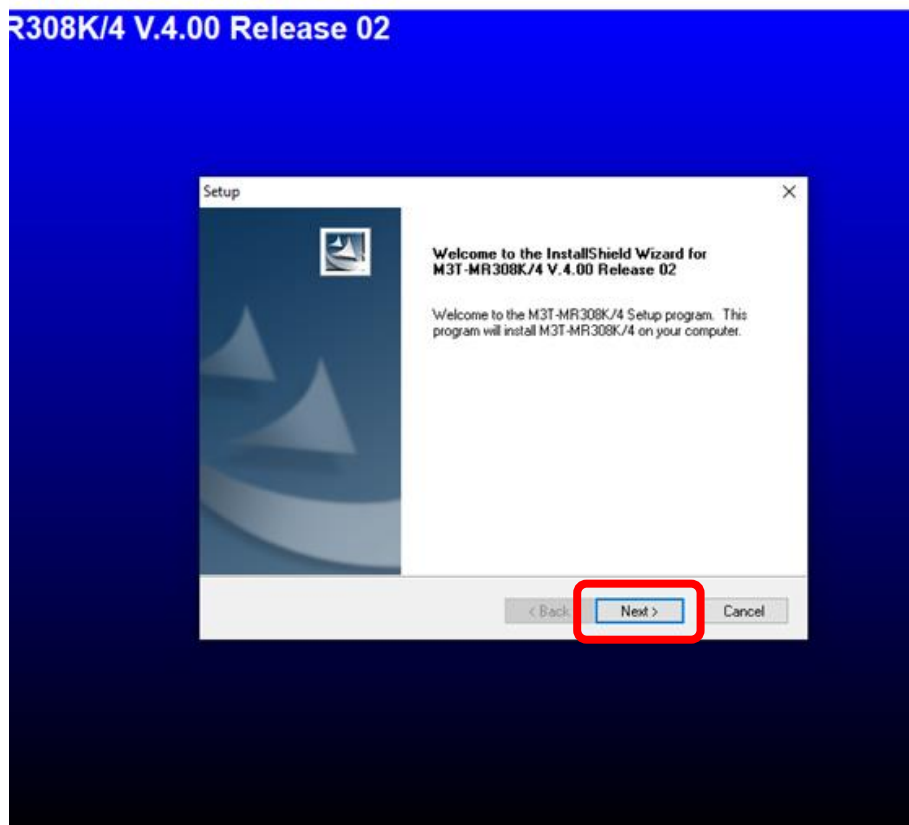 R308K/4 V.4.00 Release 02
Setup
Welcome to the InstallShield Wizard for
M3T-MR308K/4 V.4.00 Release 02
Welcome to the M3T-MR308K/4 Setup program. This
program will install M3T-MR308K/4 on your computer.
< Back Next > Cancel